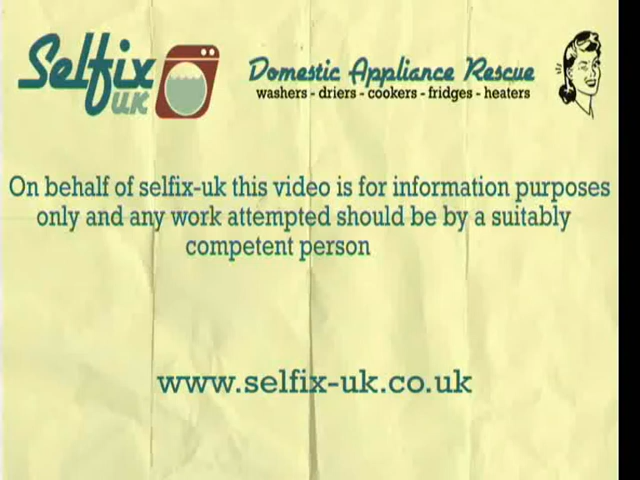 Selfix
UK
Domestic Appliance Rescue
washers - driers - cookers - fridges - heaters
On behalf of selfix-uk this video is for information purposes
only and any work attempted should be by a suitably
competent person
www.selfix-uk.co.uk